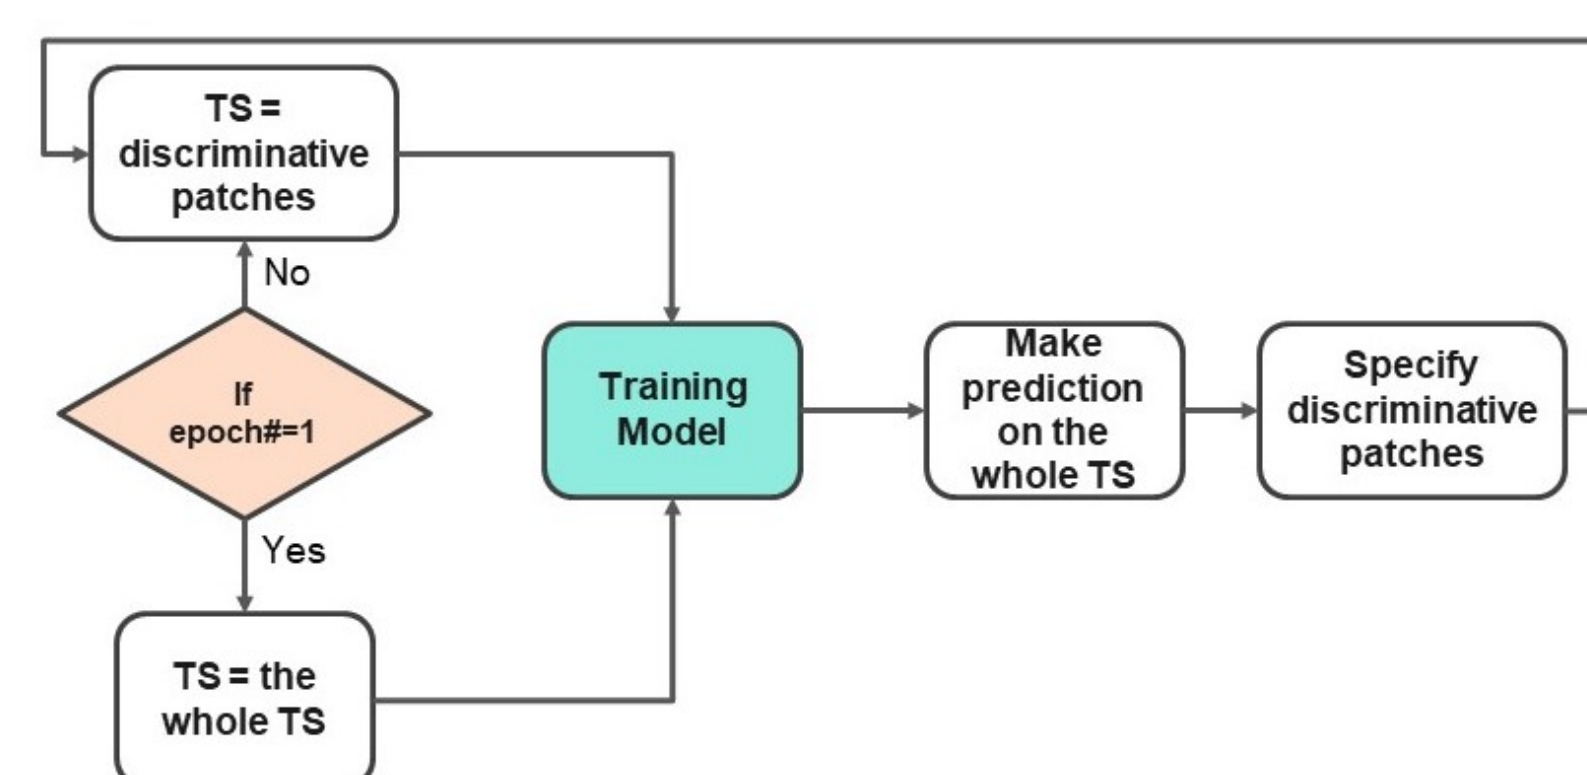 TS =
discriminative
patches
No
If
epoch#=1
Yes
TS = the
whole TS
Training
Model
Make
prediction
on the
whole TS
Specify
discriminative
patches